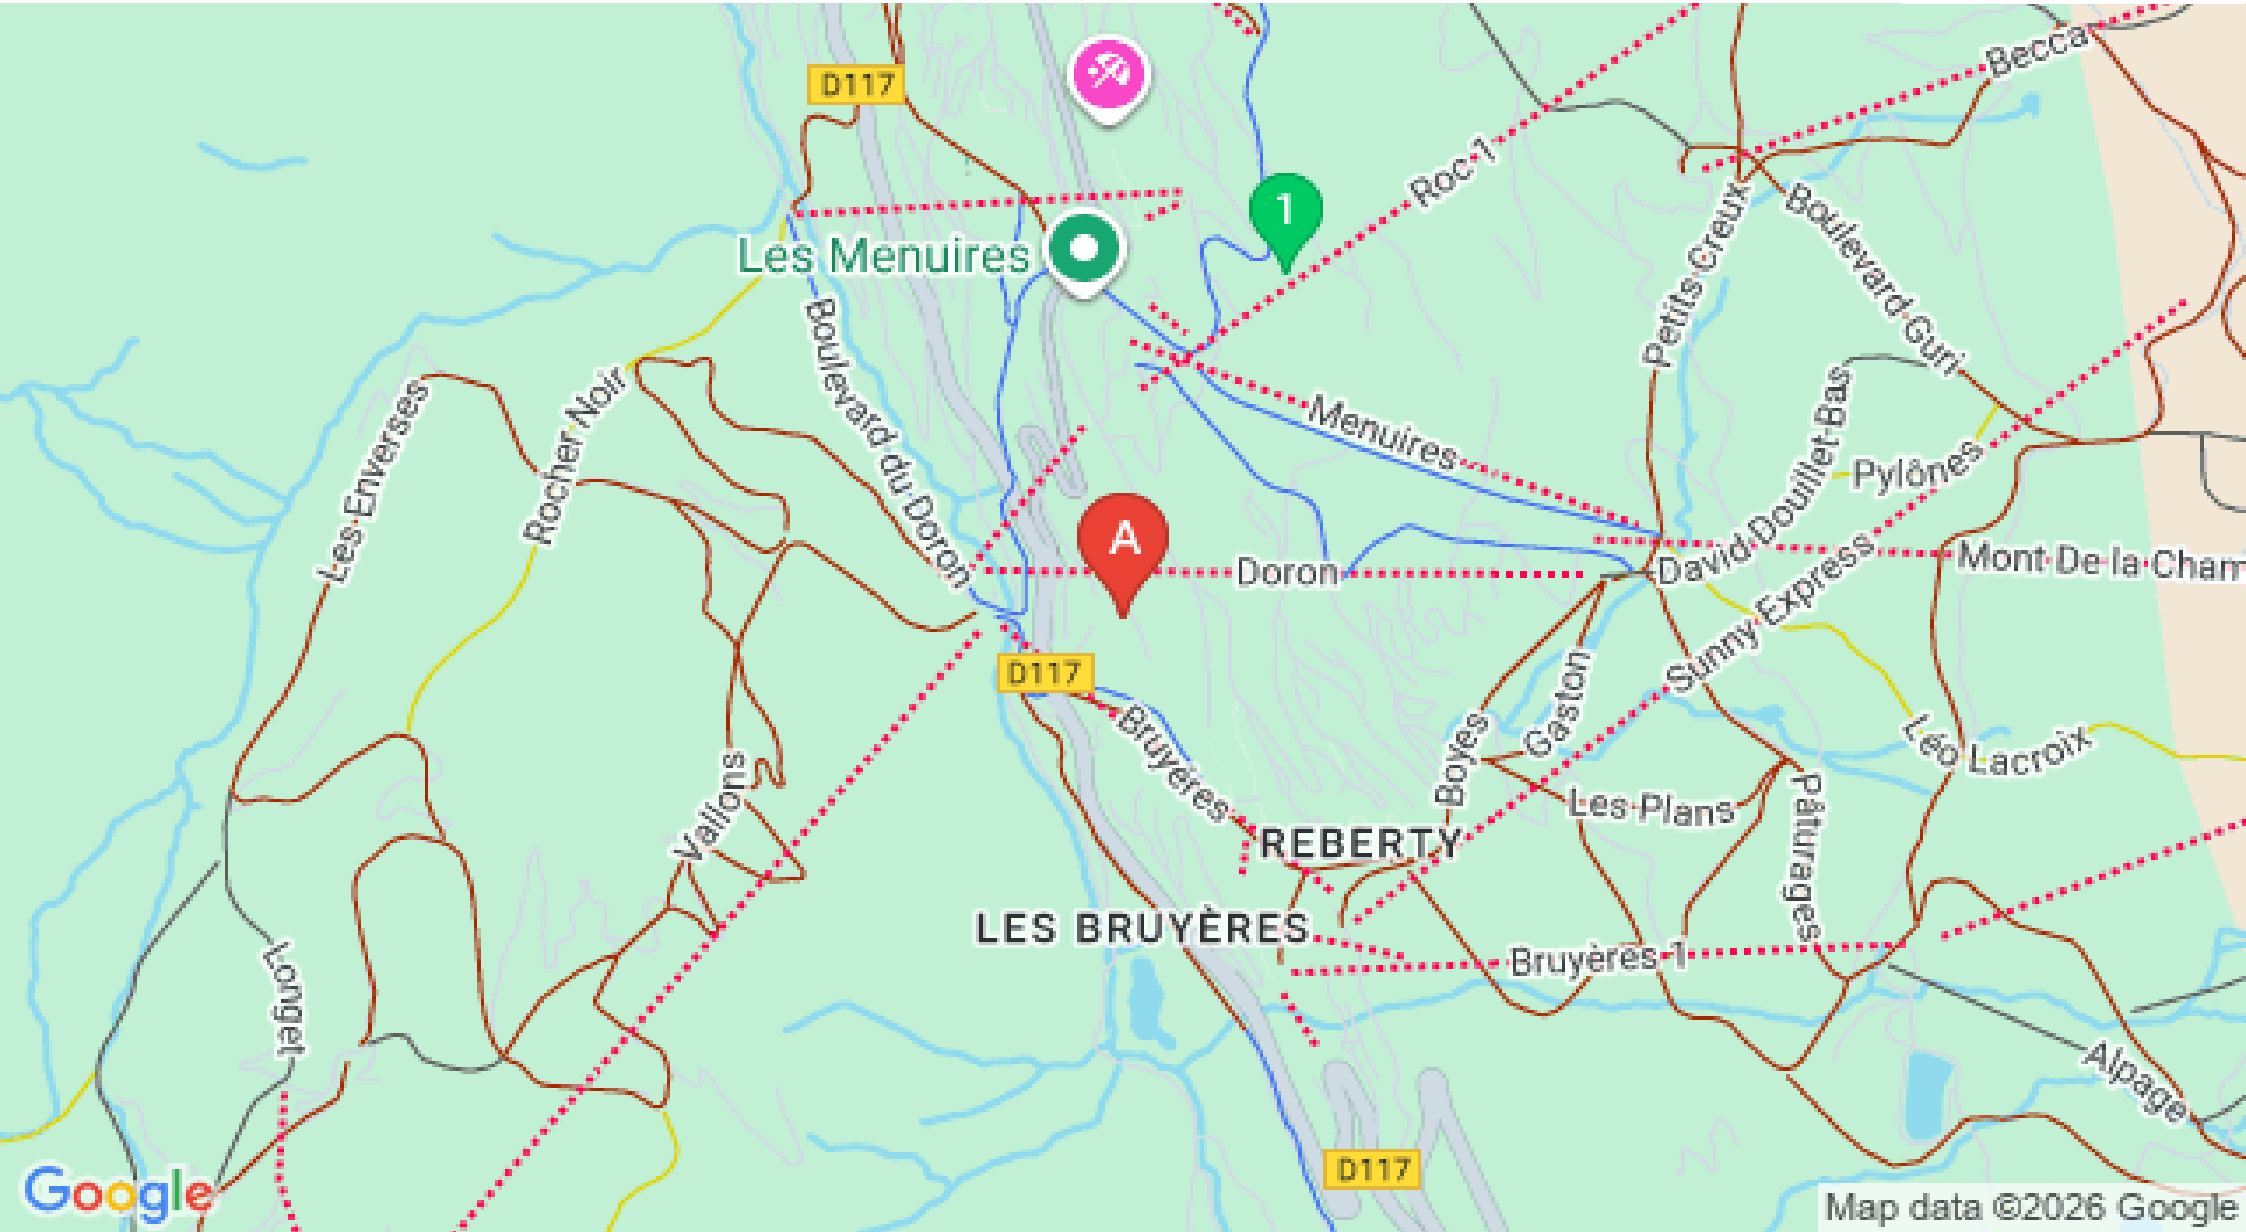 Becca
D117
Roc 1
1
Les Menuires
Petits Creux
Boulevard Guri
Boulevard du Doron
Les Enverses
Rocher Noir
Menuires
David Douillet Bas
Pylônes
A
Doron
Mont De la Cham
Sunny Express
D117
Bruyères
Gaston
Boyes
Léo Lacroix
Vallons
Les Plans
Pâturages
REBERTY
LES BRUYÈRES
Bruyères 1
Longet
Alpage
D117
Google
Map data ©2026 Google